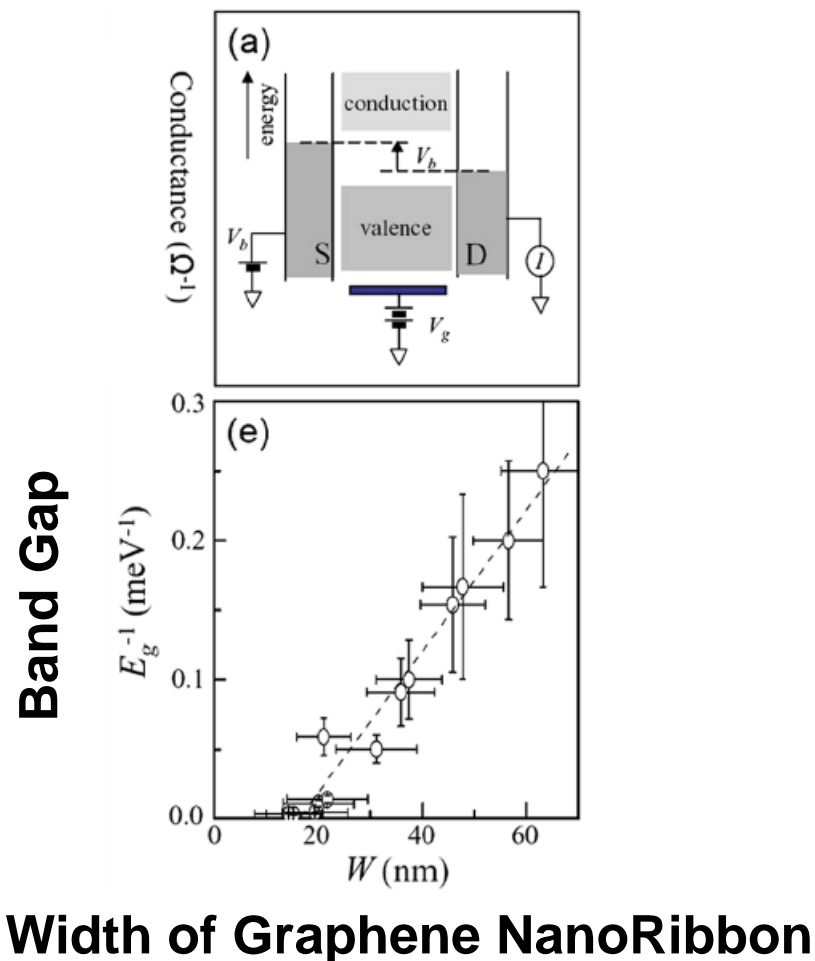 (a)
Conductance (Ω⁻¹)
energy
conduction
V_b
valence
V_b
S
D
I
V_g
(e)
Band Gap
E_g⁻¹ (meV⁻¹)
0.3
0.2
0.1
0.0
0 20 40 60
W (nm)
Width of Graphene NanoRibbon